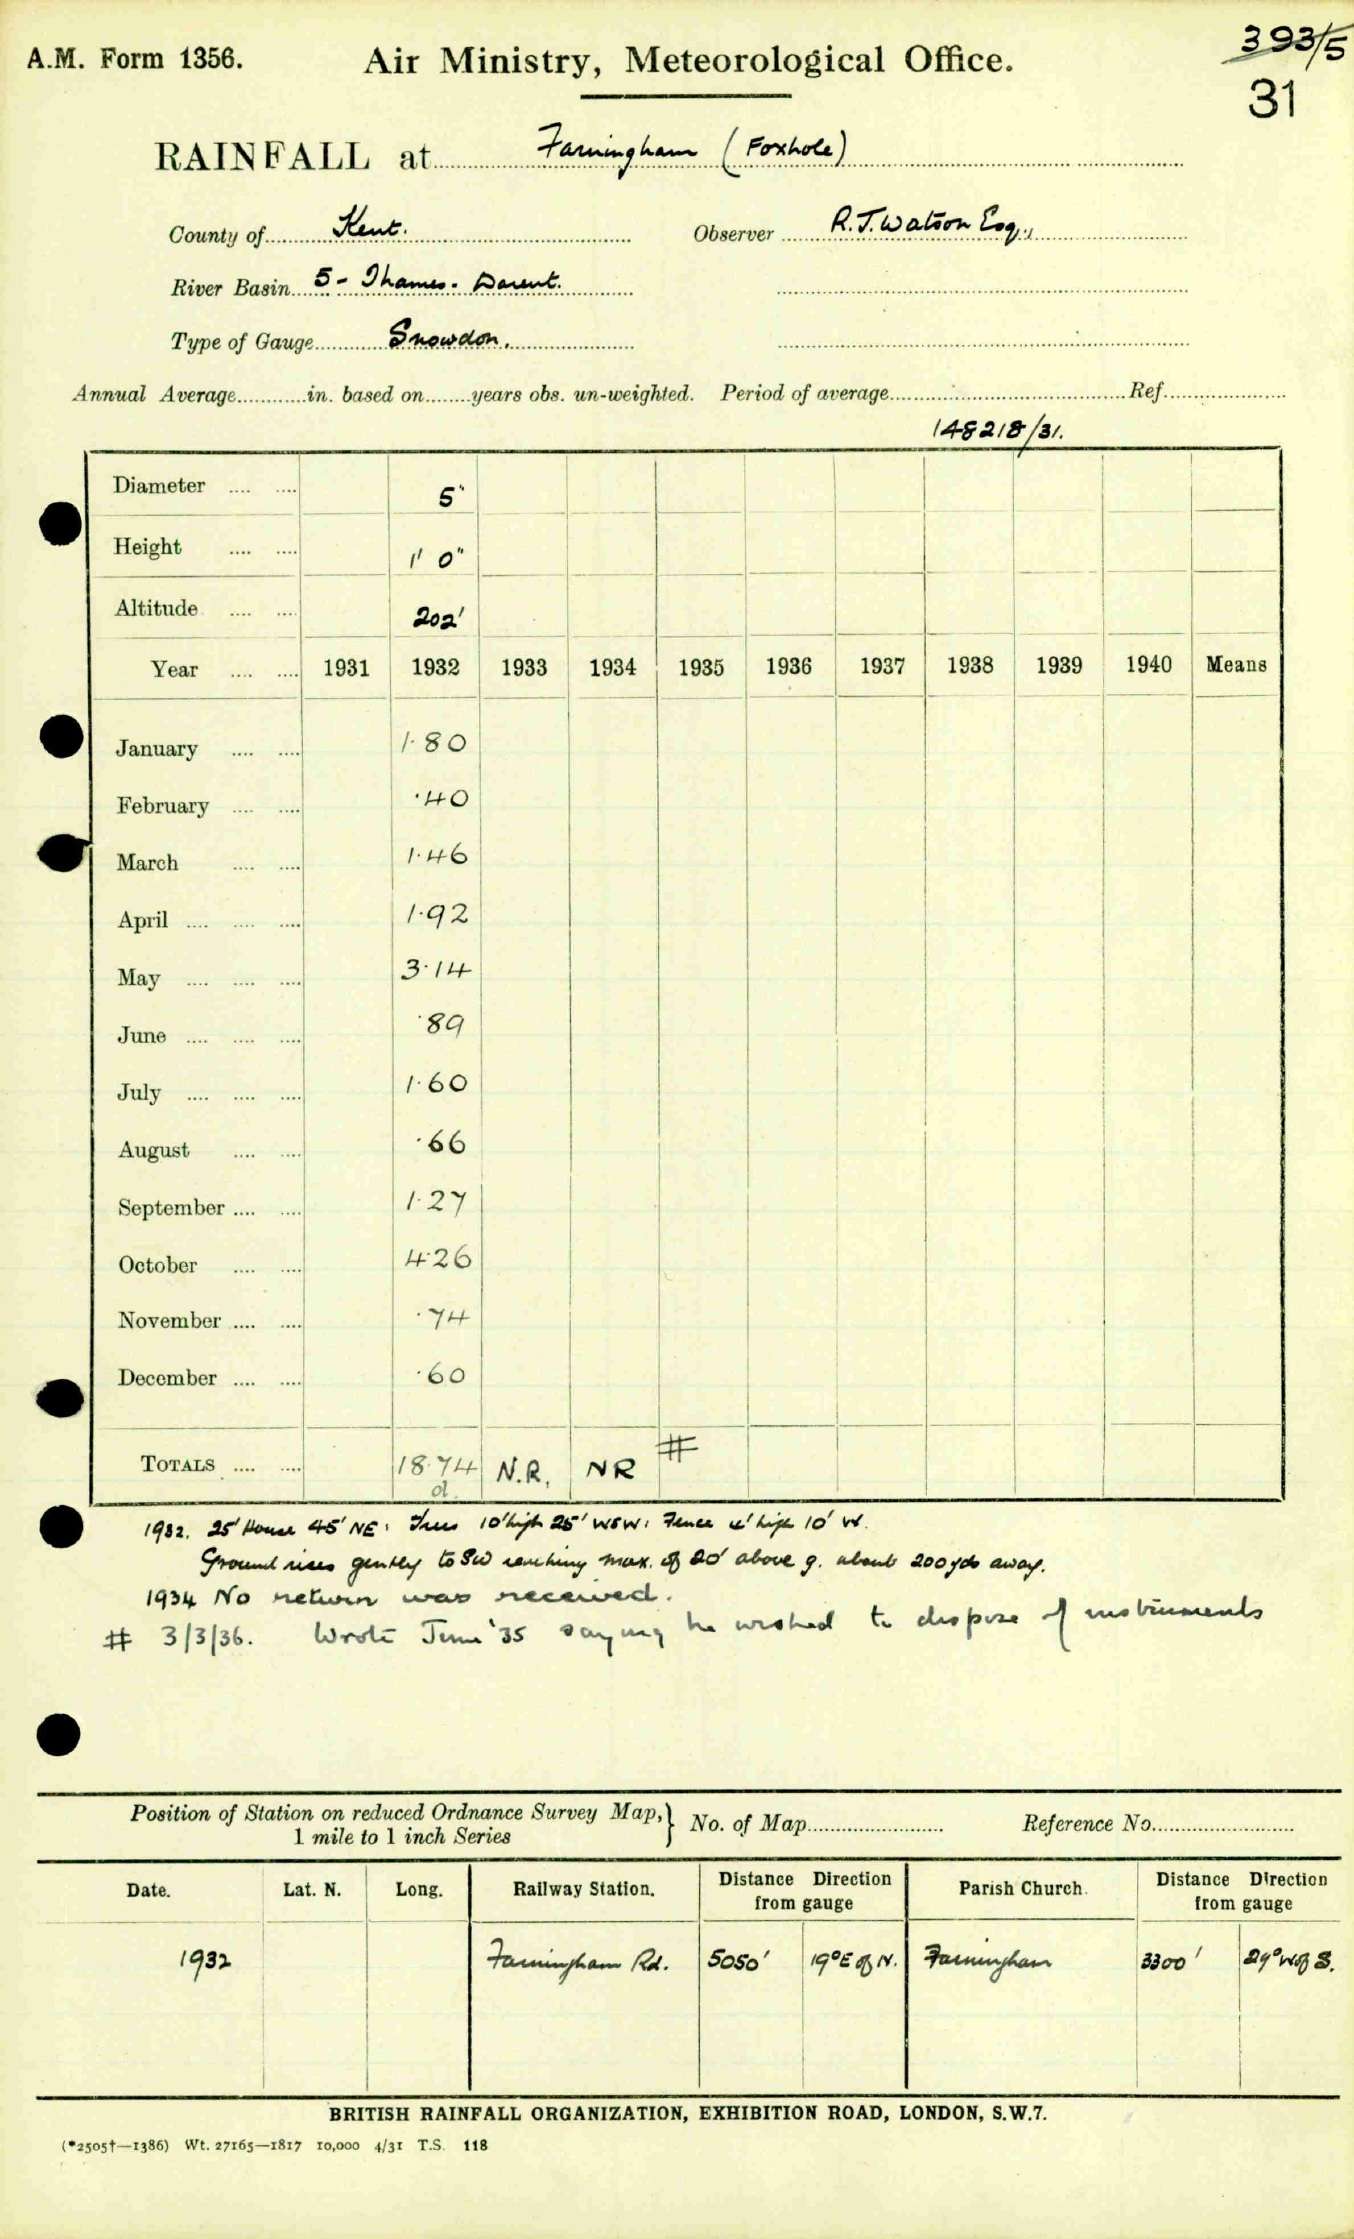 A.M. Form 1356. Air Ministry, Meteorological Office. 393/5
31
RAINFALL at Farningham (Foxhole)
County of Kent. Observer R.J. Watson Esq.,
River Basin 5 - Thames - Darent.
Type of Gauge Snowdon.
Annual Average in. based on years obs. un-weighted. Period of average Ref.
148218/31.
Diameter 5"
Height 1' 0"
Altitude 202'
Year 1931 1932 1933 1934 1935 1936 1937 1938 1939 1940 Means
January 1.80
February .40
March 1.46
April 1.92
May 3.14
June .89
July 1.60
August .66
September 1.27
October 4.26
November .74
December .60
TOTALS 18.74 N.R. NR #
d
1932. 25' House 45' NE: Trees 10' high 25' WSW: Fence 4' high 10' W.
Ground rises gently to SW reaching max. of 20' above g. about 200 yds away.
1934 No return was received.
# 3/3/36. Wrote June '35 saying he wished to dispose of instruments
Position of Station on reduced Ordnance Survey Map, } No. of Map Reference No.
1 mile to 1 inch Series
Date. Lat. N. Long. Railway Station. Distance Direction from gauge Parish Church. Distance Direction from gauge
1932 Farningham Rd. 5050' 19° E of N. Farningham 3300' 29° W of S.
BRITISH RAINFALL ORGANIZATION, EXHIBITION ROAD, LONDON, S.W.7.
(*2505†—1386) Wt. 27165—1817 10,000 4/31 T.S. 118